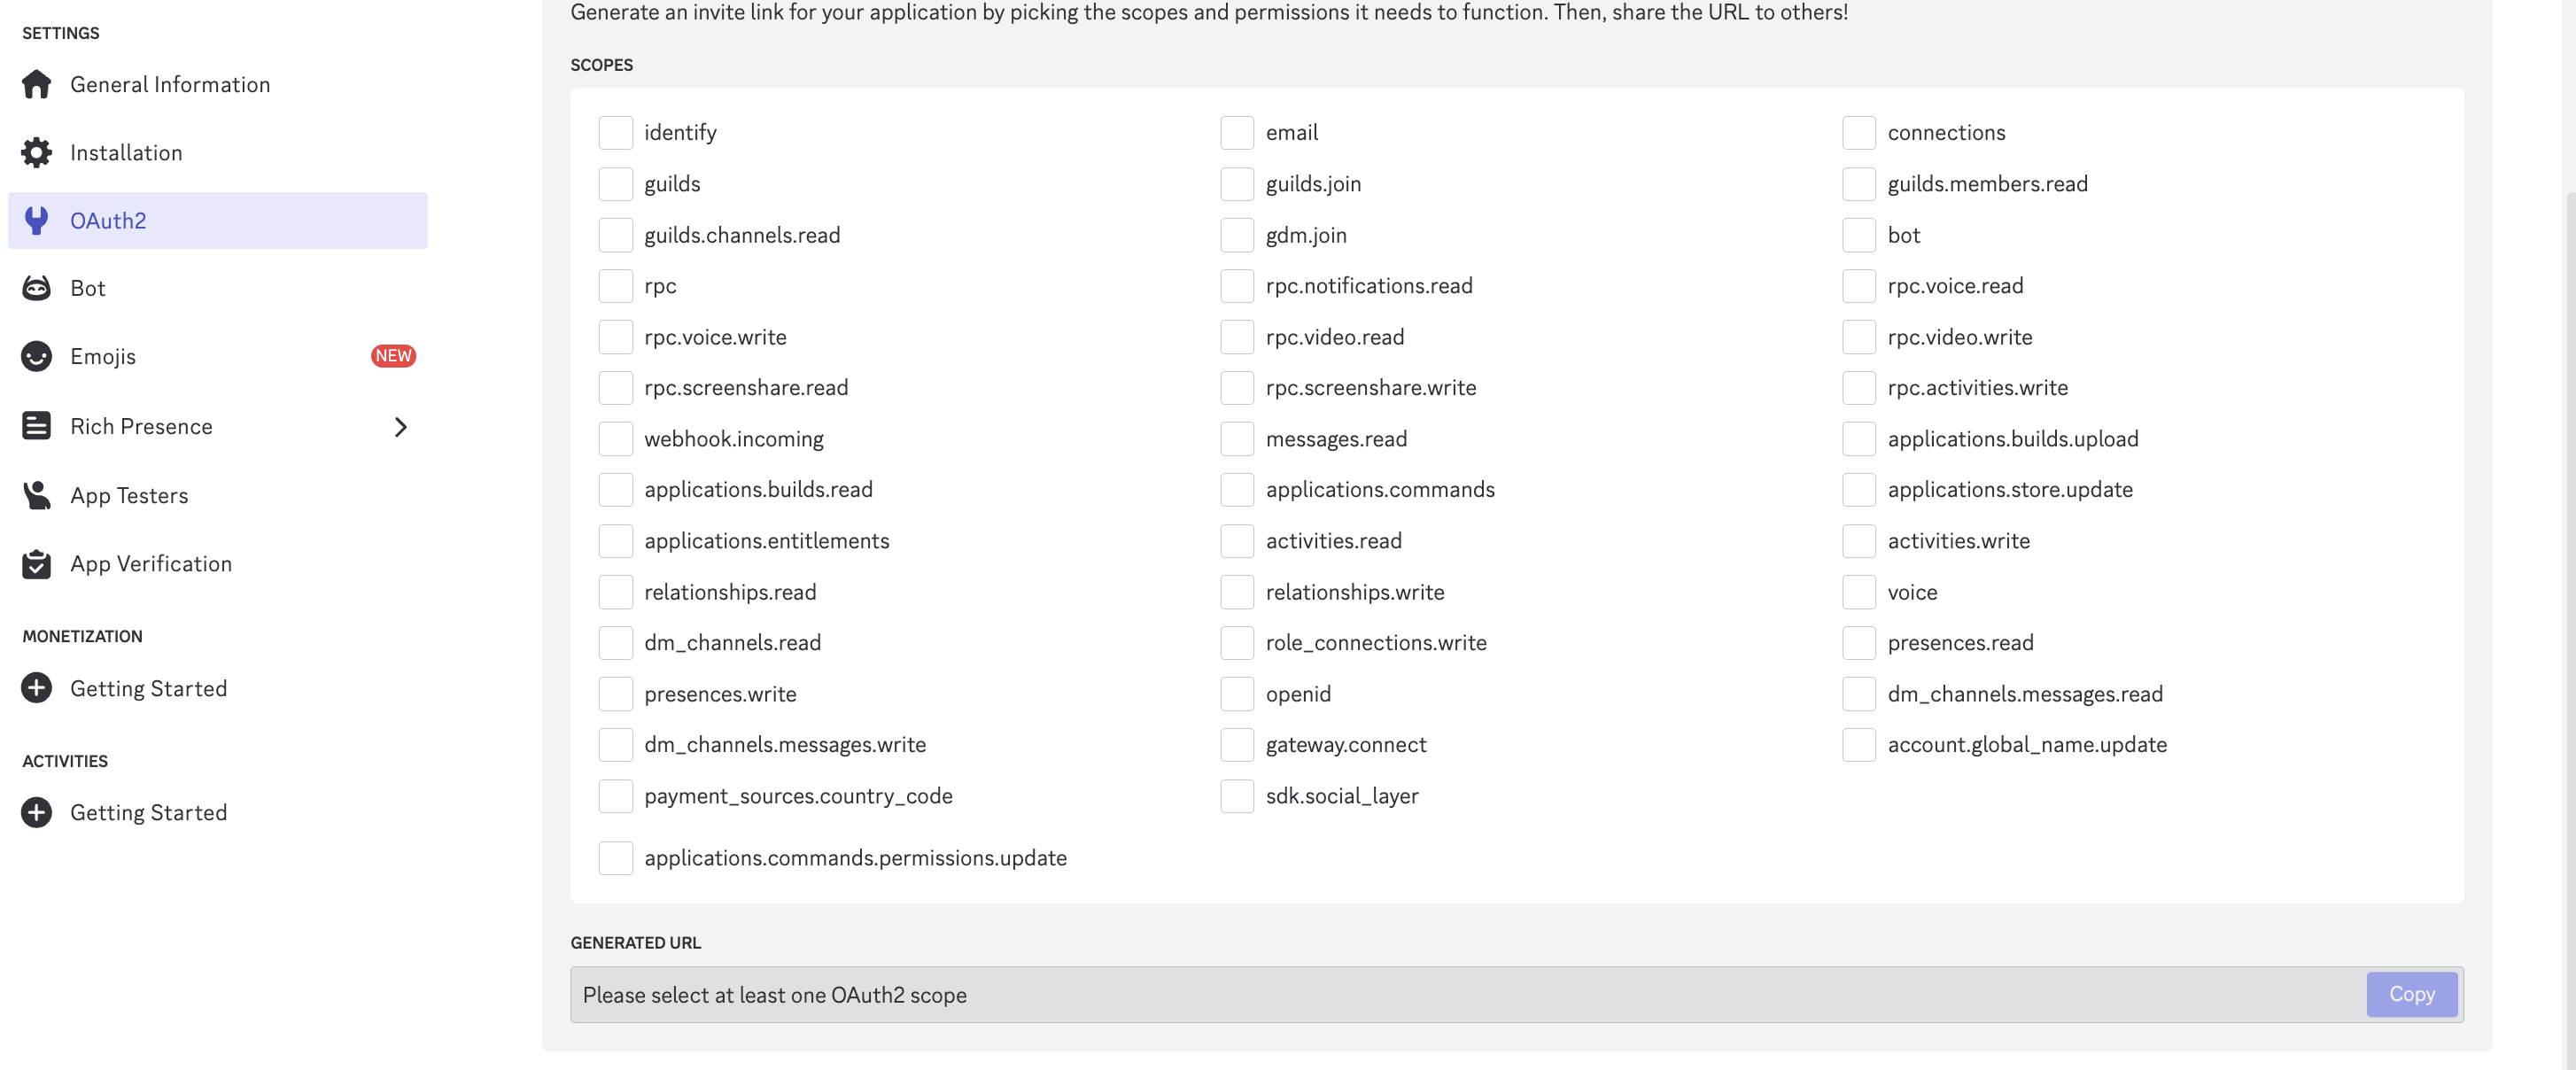 SETTINGS
General Information
Installation
OAuth2
Bot
Emojis NEW
Rich Presence
App Testers
App Verification
MONETIZATION
Getting Started
ACTIVITIES
Getting Started
Generate an invite link for your application by picking the scopes and permissions it needs to function. Then, share the URL to others!
SCOPES
identify email connections
guilds guilds.join guilds.members.read
guilds.channels.read gdm.join bot
rpc rpc.notifications.read rpc.voice.read
rpc.voice.write rpc.video.read rpc.video.write
rpc.screenshare.read rpc.screenshare.write rpc.activities.write
webhook.incoming messages.read applications.builds.upload
applications.builds.read applications.commands applications.store.update
applications.entitlements activities.read activities.write
relationships.read relationships.write voice
dm_channels.read role_connections.write presences.read
presences.write openid dm_channels.messages.read
dm_channels.messages.write gateway.connect account.global_name.update
payment_sources.country_code sdk.social_layer
applications.commands.permissions.update
GENERATED URL
Please select at least one OAuth2 scope Copy